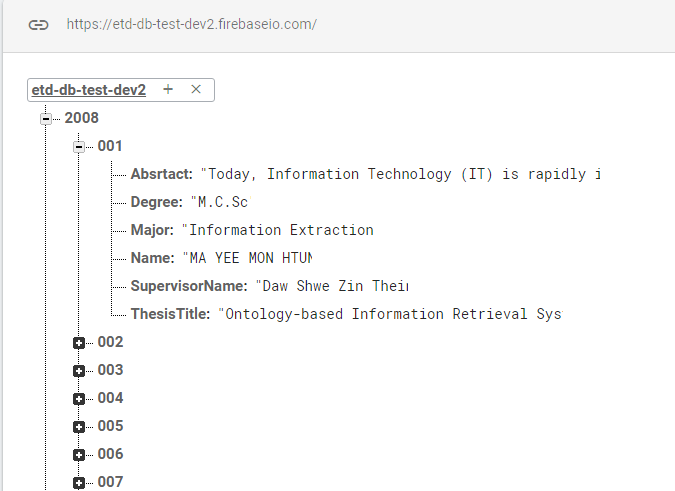 https://etd-db-test-dev2.firebaseio.com/
etd-db-test-dev2 + ×
2008
001
Absrtact: "Today, Information Technology (IT) is rapidly i
Degree: "M.C.Sc
Major: "Information Extraction
Name: "MA YEE MON HTUN
SupervisorName: "Daw Shwe Zin Thein
ThesisTitle: "Ontology-based Information Retrieval Sys
002
003
004
005
006
007